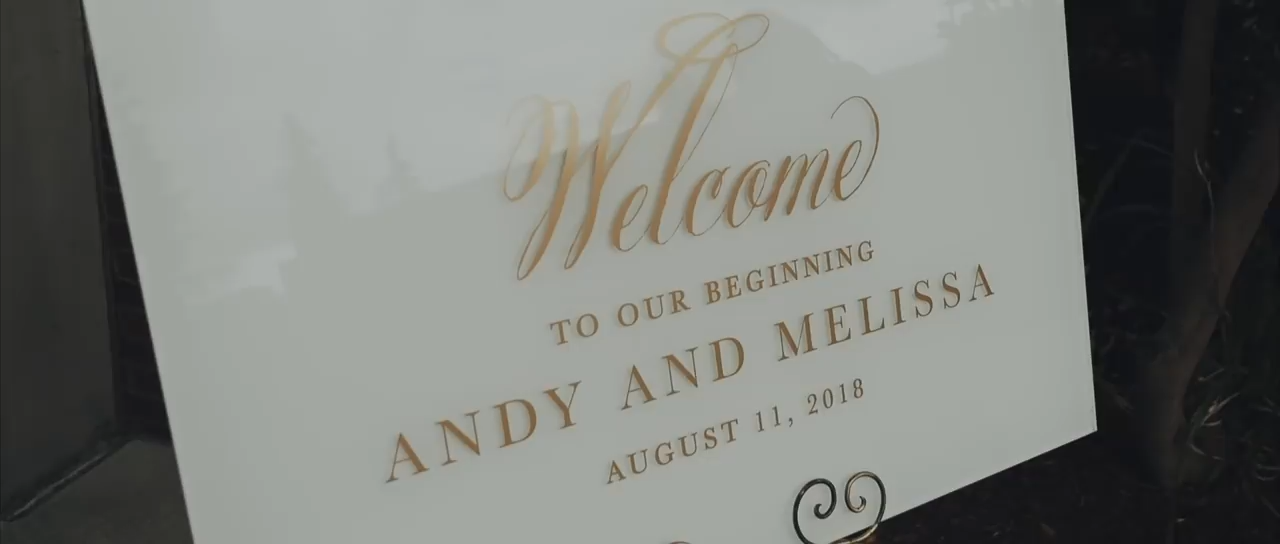 Welcome
TO OUR BEGINNING
ANDY AND MELISSA
AUGUST 11, 2018